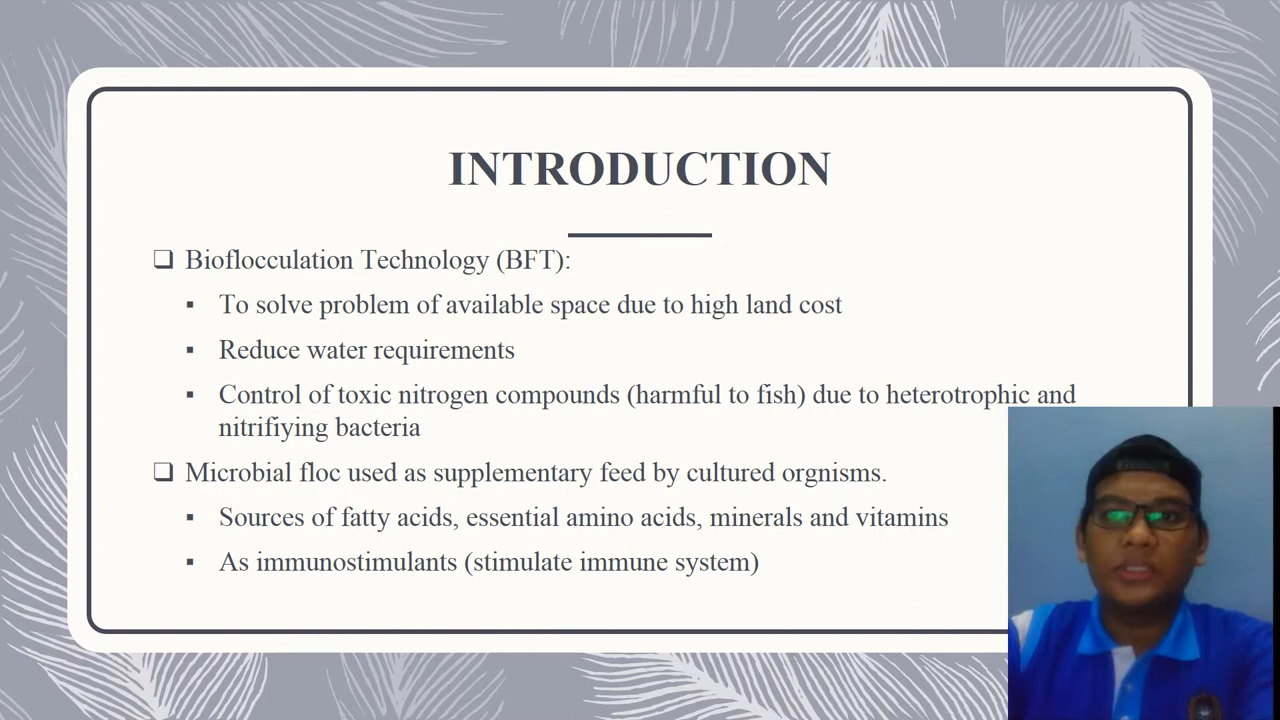 INTRODUCTION
❑ Bioflocculation Technology (BFT):
▪ To solve problem of available space due to high land cost
▪ Reduce water requirements
▪ Control of toxic nitrogen compounds (harmful to fish) due to heterotrophic and
nitrifiying bacteria
❑ Microbial floc used as supplementary feed by cultured orgnisms.
▪ Sources of fatty acids, essential amino acids, minerals and vitamins
▪ As immunostimulants (stimulate immune system)